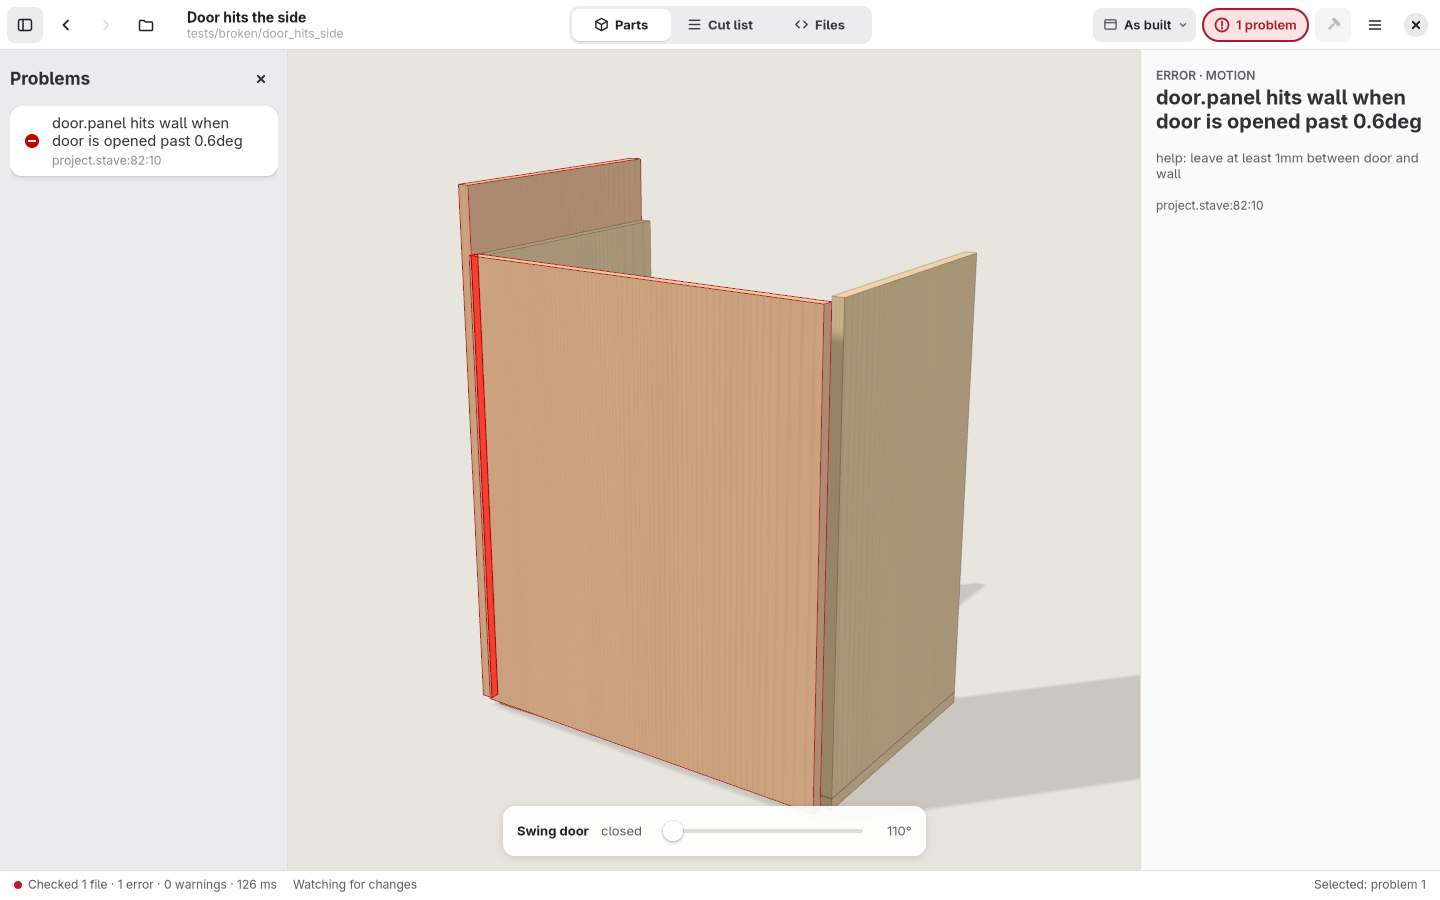 Door hits the side
tests/broken/door_hits_side
Parts
Cut list
Files
As built
1 problem
Problems
door.panel hits wall when
door is opened past 0.6deg
project.stave:82:10
ERROR · MOTION
door.panel hits wall when
door is opened past 0.6deg
help: leave at least 1mm between door and
wall
project.stave:82:10
Swing door
closed
110°
Checked 1 file · 1 error · 0 warnings · 126 ms
Watching for changes
Selected: problem 1